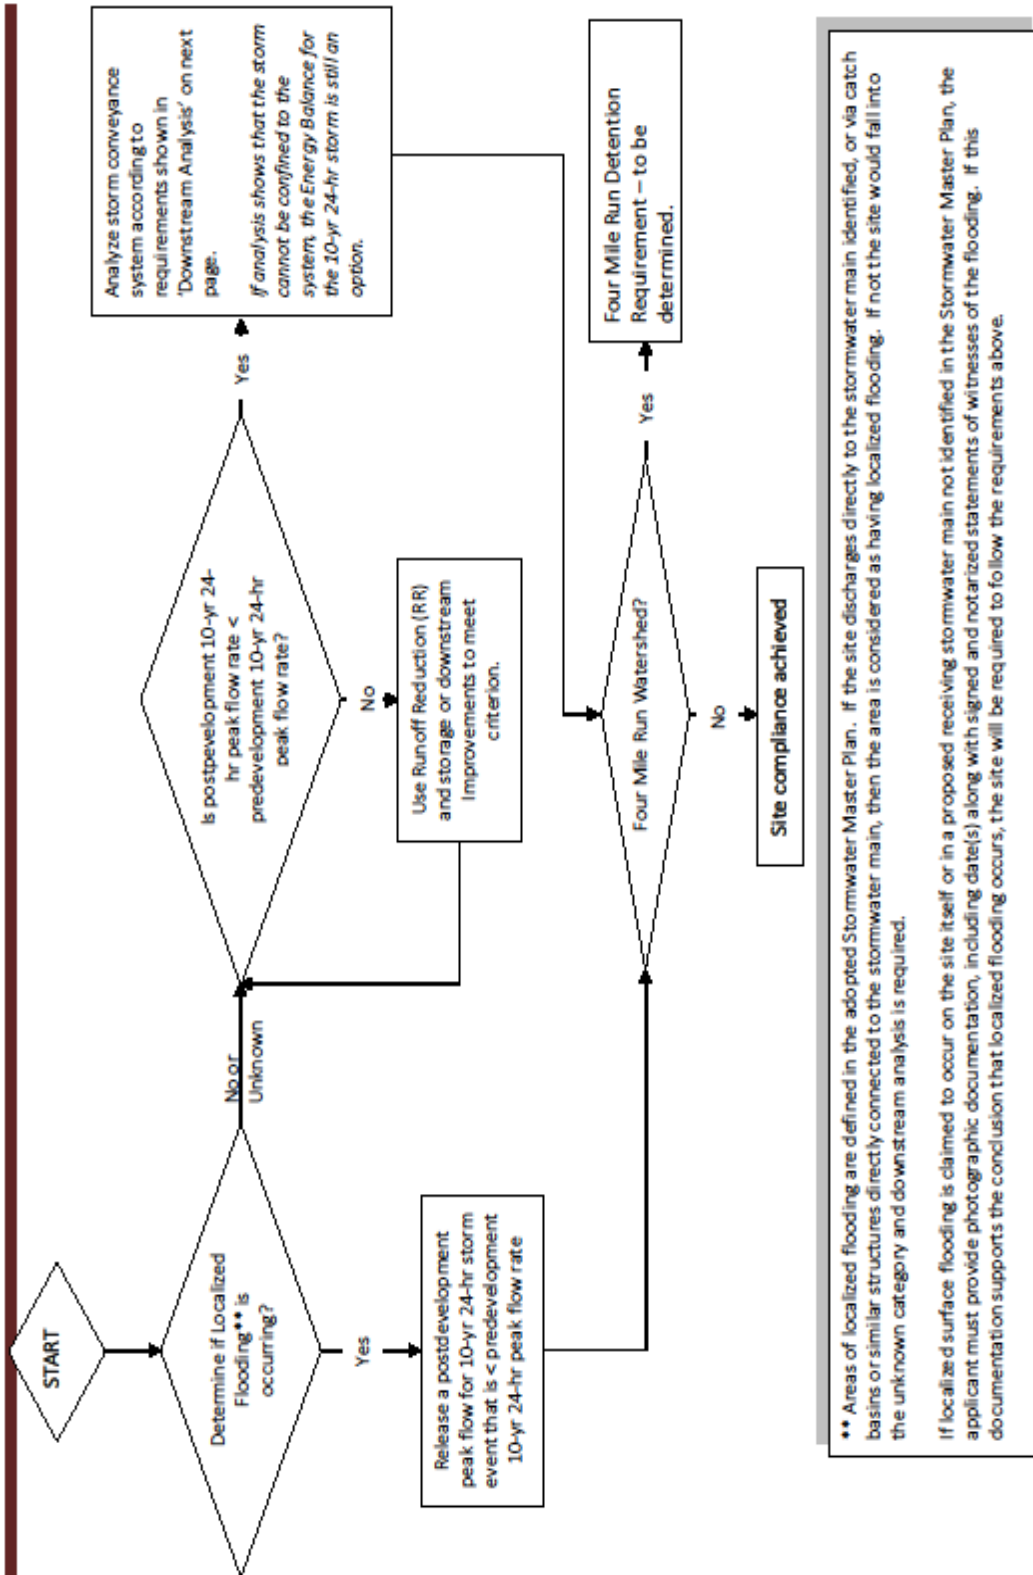 START
Determine if Localized
Flooding** is
occurring?
No or
Unknown
Yes
Release a postdevelopment
peak flow for 10-yr 24-hr storm
event that is < predevelopment
10-yr 24-hr peak flow rate
Is postpevelopment 10-yr 24-
hr peak flow rate <
predevelopment 10-yr 24-hr
peak flow rate?
Yes
No
Use Runoff Reduction (RR)
and storage or downstream
Improvements to meet
criterion.
Analyze storm conveyance
system according to
requirements shown in
'Downstream Analysis' on next
page.
If analysis shows that the storm
cannot be confined to the
system, the Energy Balance for
the 10-yr 24-hr storm is still an
option.
Four Mile Run Watershed?
Yes
No
Four Mile Run Detention
Requirement – to be
determined.
Site compliance achieved
** Areas of localized flooding are defined in the adopted Stormwater Master Plan. If the site discharges directly to the stormwater main identified, or via catch
basins or similar structures directly connected to the stormwater main, then the area is considered as having localized flooding. If not the site would fall into
the unknown category and downstream analysis is required.
If localized surface flooding is claimed to occur on the site itself or in a proposed receiving stormwater main not identified in the Stormwater Master Plan, the
applicant must provide photographic documentation, including date(s) along with signed and notarized statements of witnesses of the flooding. If this
documentation supports the conclusion that localized flooding occurs, the site will be required to follow the requirements above.